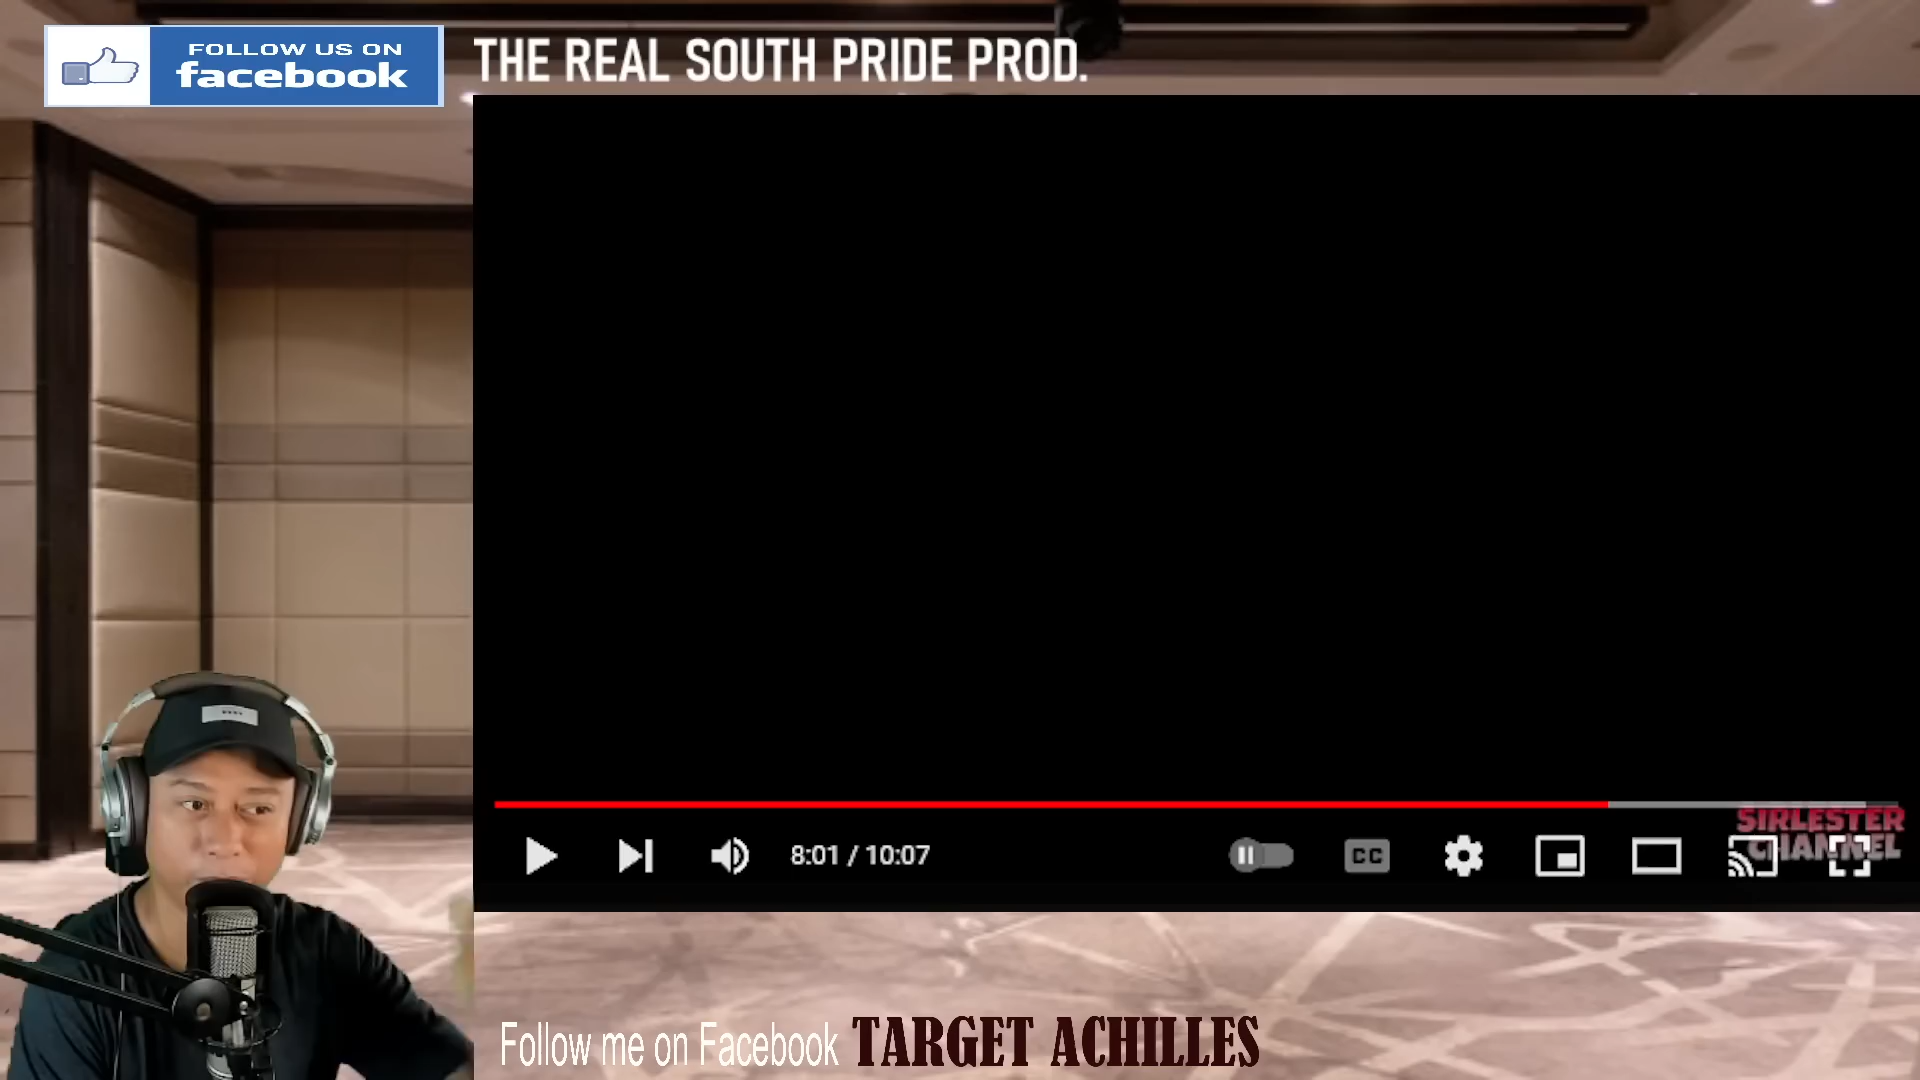 FOLLOW US ON
facebook
THE REAL SOUTH PRIDE PROD.
8:01 / 10:07
CC
SIRLESTER
CHANNEL
Follow me on Facebook TARGET ACHILLES